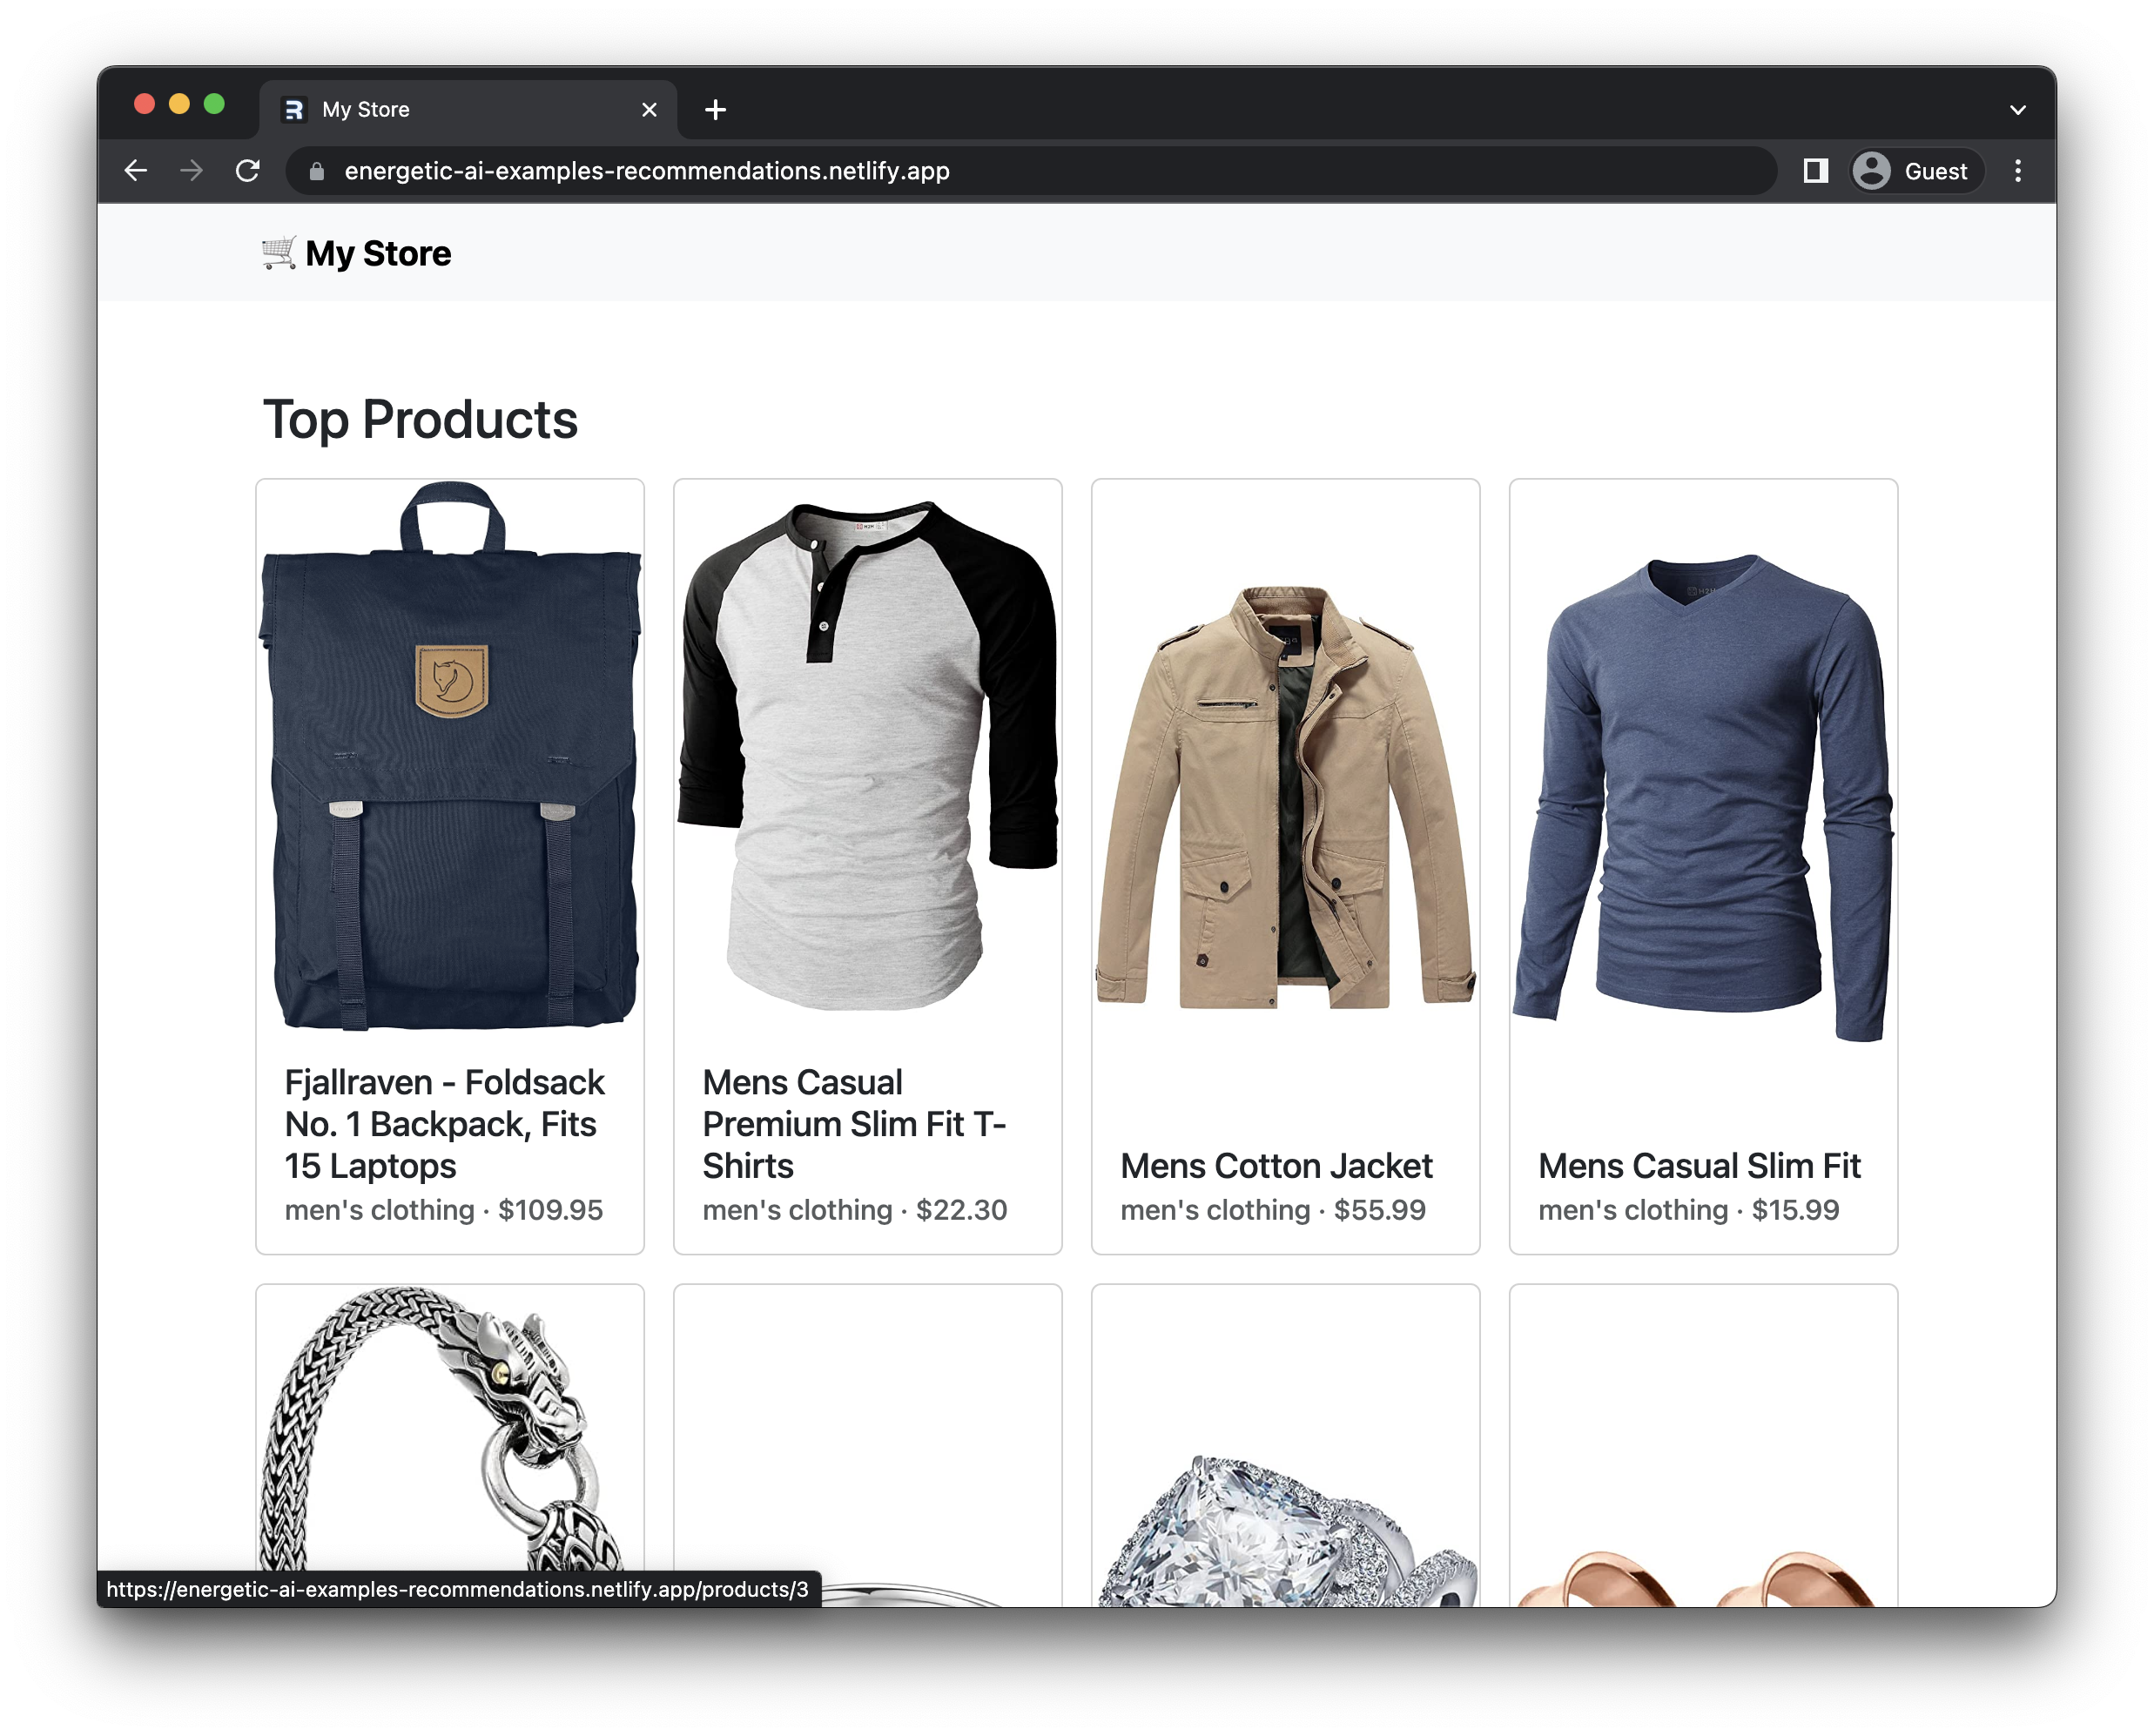 My Store
energetic-ai-examples-recommendations.netlify.app
Guest
My Store
Top Products
Fjallraven - Foldsack
No. 1 Backpack, Fits
15 Laptops
men's clothing · $109.95
Mens Casual
Premium Slim Fit T-
Shirts
men's clothing · $22.30
Mens Cotton Jacket
men's clothing · $55.99
Mens Casual Slim Fit
men's clothing · $15.99
https://energetic-ai-examples-recommendations.netlify.app/products/3